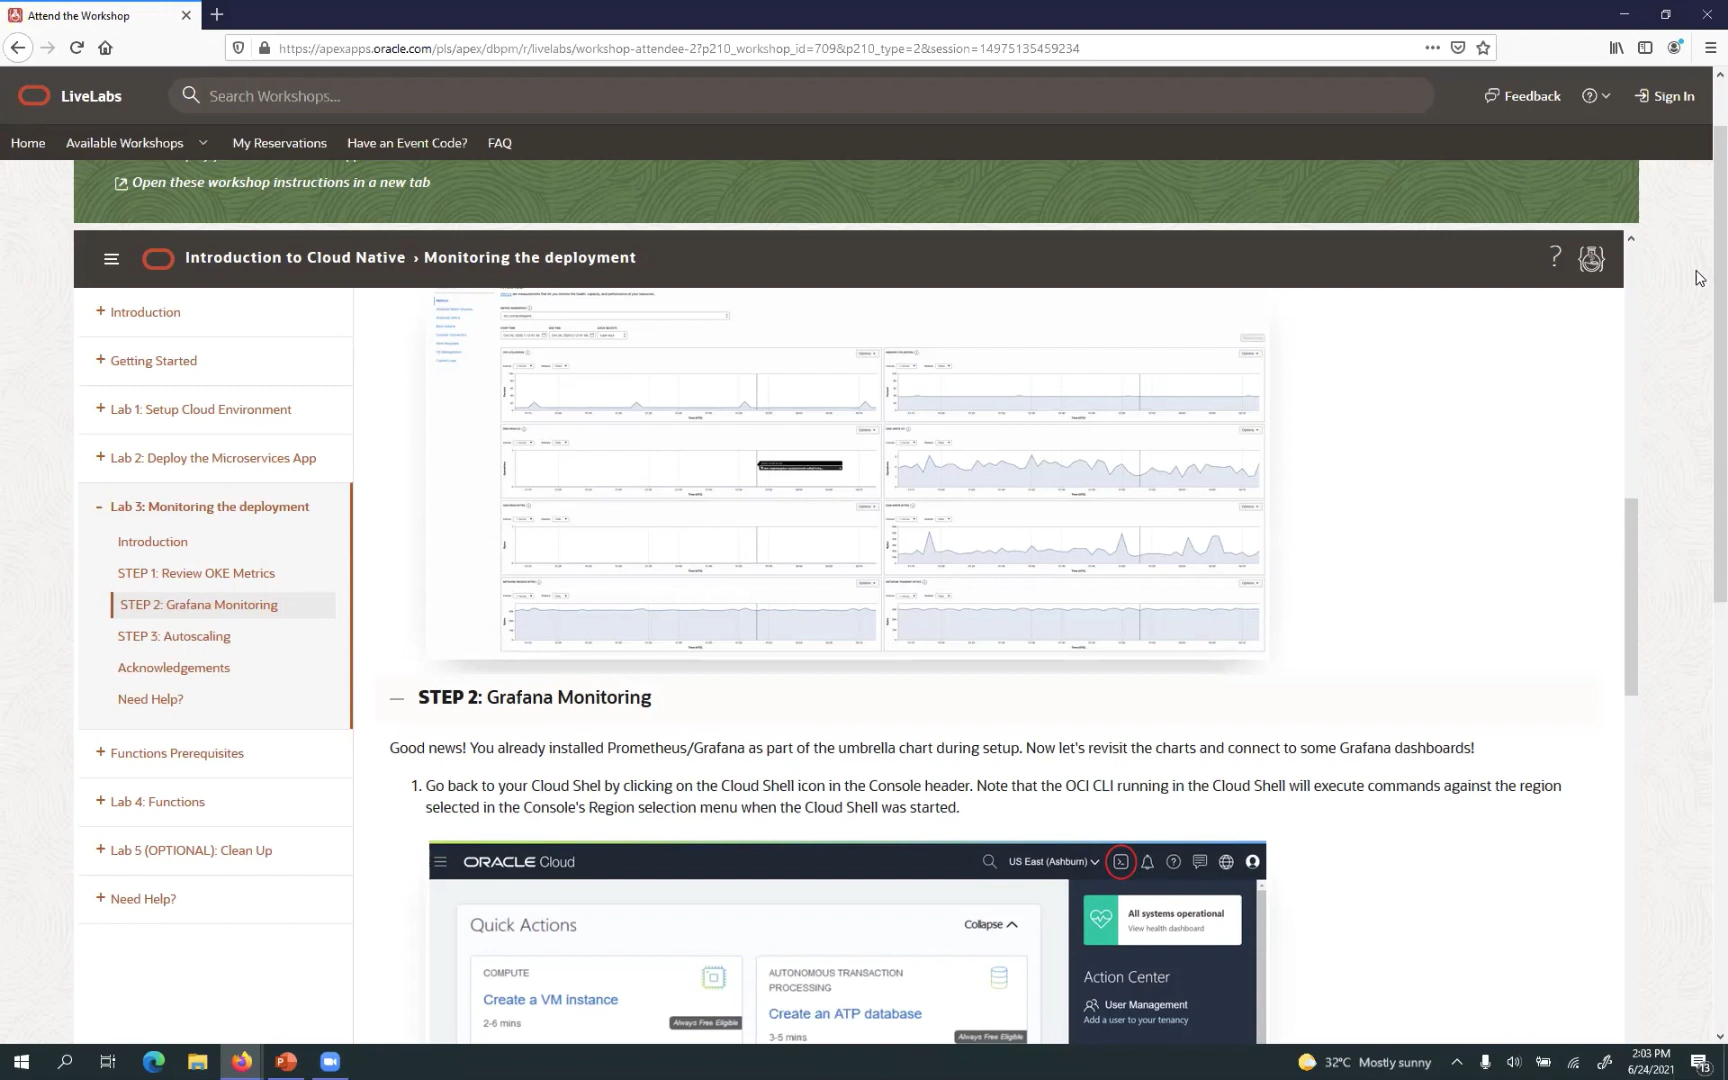 Attend the Workshop
https://apexapps.oracle.com/pls/apex/dbpm/r/livelabs/workshop-attendee-2?p210_workshop_id=709&p210_type=2&session=14975135459234
LiveLabs
Search Workshops...
Feedback
Sign In
Home
Available Workshops
My Reservations
Have an Event Code?
FAQ
Open these workshop instructions in a new tab
Introduction to Cloud Native › Monitoring the deployment
?
+ Introduction
+ Getting Started
+ Lab 1: Setup Cloud Environment
+ Lab 2: Deploy the Microservices App
- Lab 3: Monitoring the deployment
Introduction
STEP 1: Review OKE Metrics
STEP 2: Grafana Monitoring
STEP 3: Autoscaling
Acknowledgements
Need Help?
+ Functions Prerequisites
+ Lab 4: Functions
+ Lab 5 (OPTIONAL): Clean Up
+ Need Help?
— STEP 2: Grafana Monitoring
Good news! You already installed Prometheus/Grafana as part of the umbrella chart during setup. Now let's revisit the charts and connect to some Grafana dashboards!
1. Go back to your Cloud Shel by clicking on the Cloud Shell icon in the Console header. Note that the OCI CLI running in the Cloud Shell will execute commands against the region
selected in the Console's Region selection menu when the Cloud Shell was started.
ORACLE Cloud
US East (Ashburn)
Quick Actions
Collapse
COMPUTE
Create a VM instance
2-6 mins
Always Free Eligible
AUTONOMOUS TRANSACTION
PROCESSING
Create an ATP database
3-5 mins
Always Free Eligible
All systems operational
View health dashboard
Action Center
User Management
Add a user to your tenancy
32°C Mostly sunny
2:03 PM
6/24/2021
13